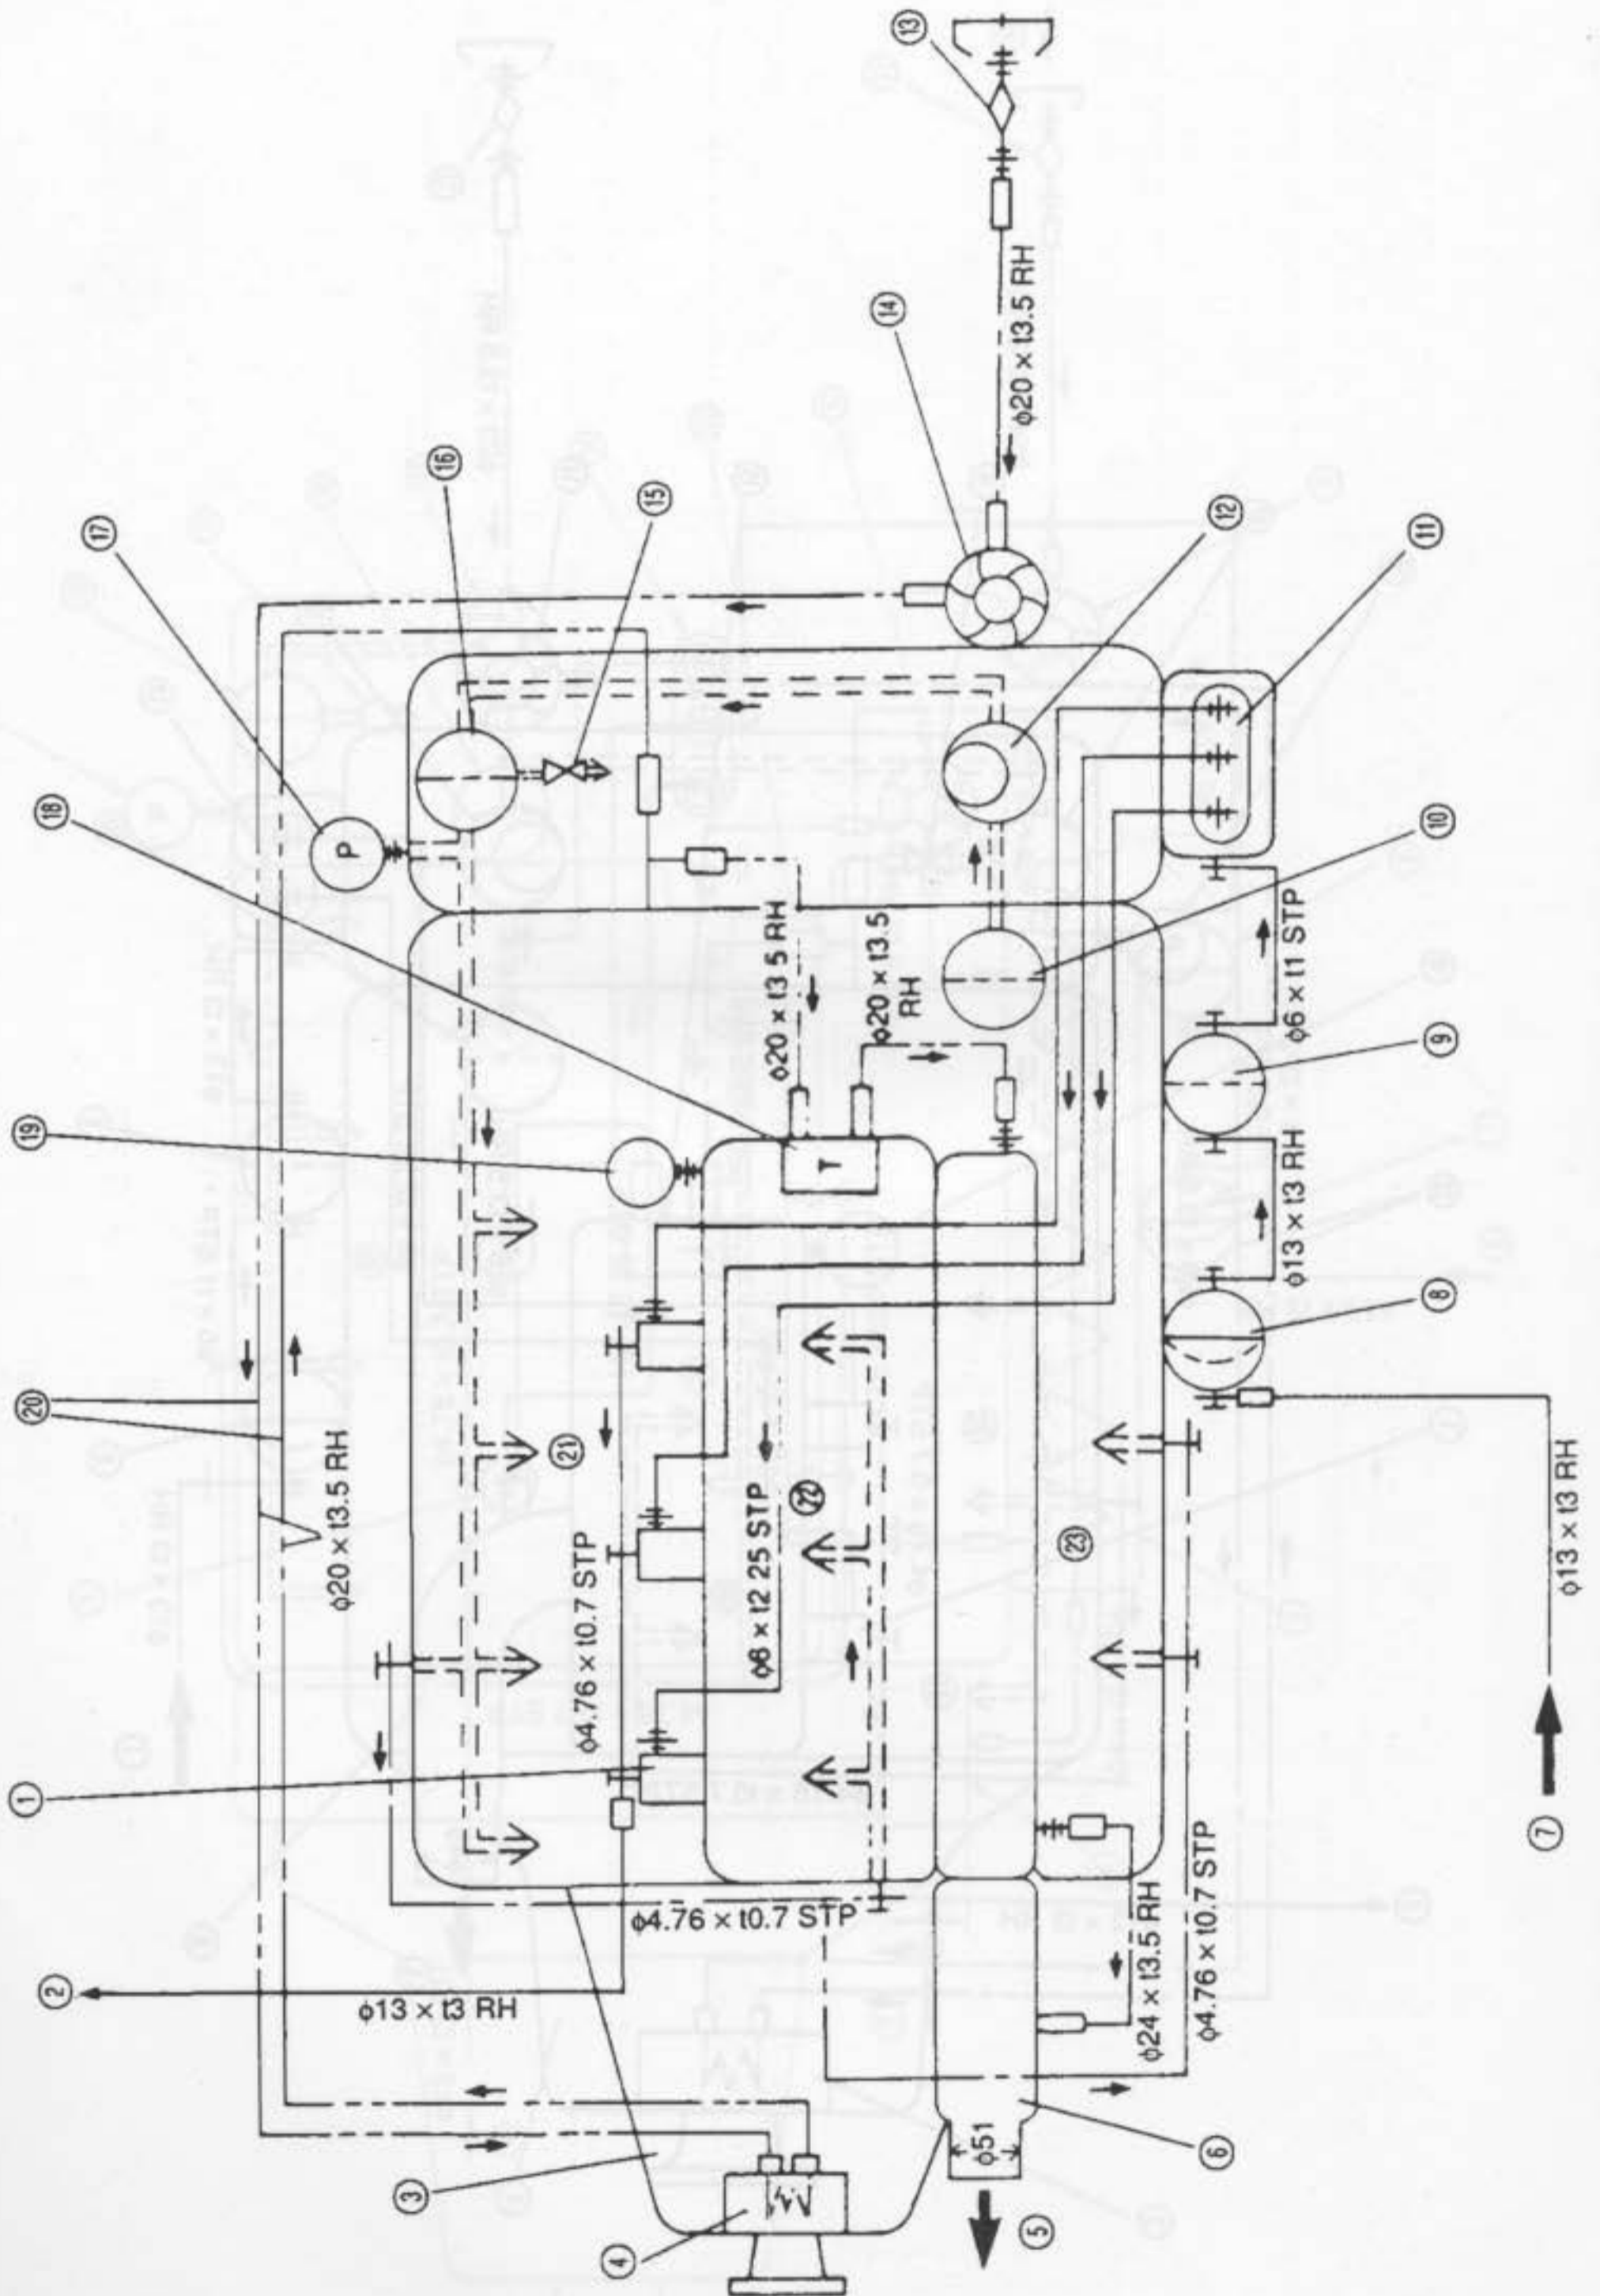 13
φ20 × t3.5 RH
14
17
16
15
12
11
18
P
10
φ20 × t3 5 RH
φ20 × t3.5
RH
φ6 × t1 STP
9
19
T
φ13 × t3 RH
8
20
φ20 × t3.5 RH
21
φ4.76 × t0.7 STP
φ6 × t2 25 STP
22
23
φ13 × t3 RH
1
7
φ4.76 × t0.7 STP
2
φ13 × t3 RH
φ24 × t3.5 RH
φ4.76 × t0.7 STP
3
φ51
6
4
5